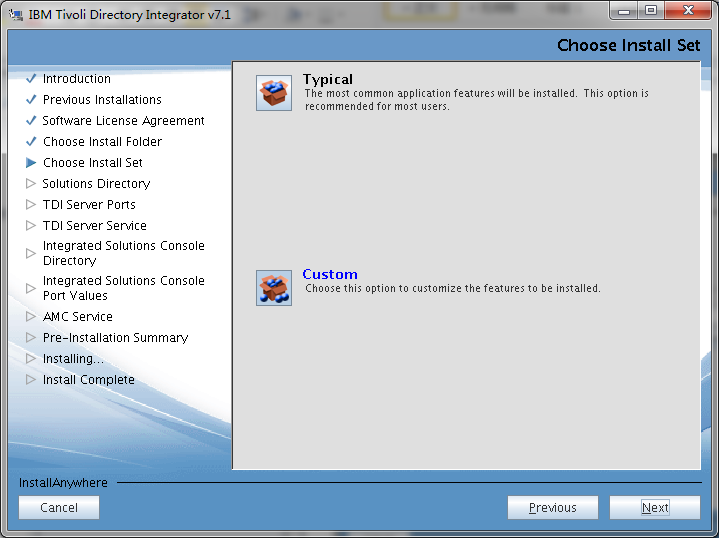 IBM Tivoli Directory Integrator v7.1
Choose Install Set
Introduction
Previous Installations
Software License Agreement
Choose Install Folder
Choose Install Set
Solutions Directory
TDI Server Ports
TDI Server Service
Integrated Solutions Console
Directory
Integrated Solutions Console
Port Values
AMC Service
Pre-Installation Summary
Installing...
Install Complete
Typical
The most common application features will be installed.  This option is
recommended for most users.
Custom
Choose this option to customize the features to be installed.
InstallAnywhere
Cancel
Previous
Next